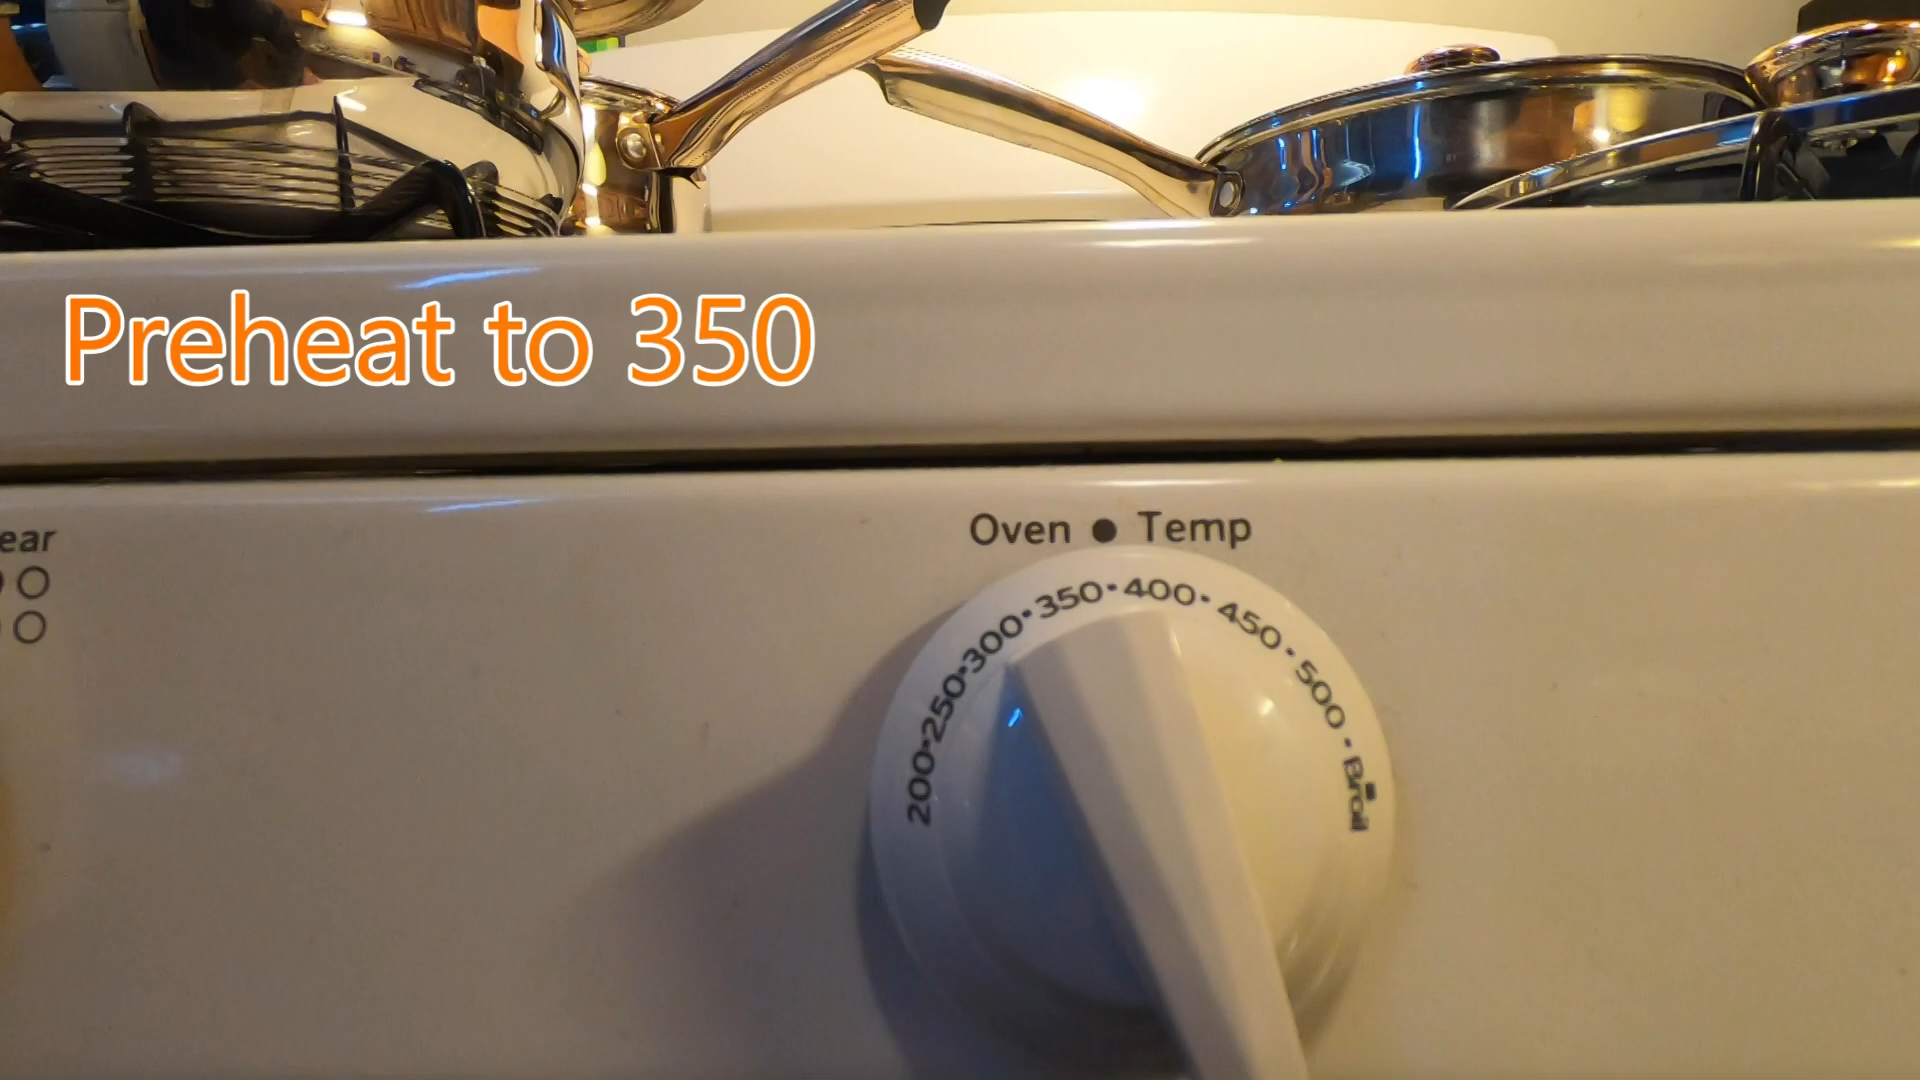 Preheat to 350
ear
Oven ● Temp
200·250·300·350·400·450·500·Broil